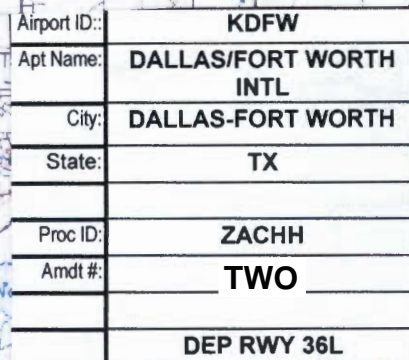 Airport ID:: KDFW
Apt Name: DALLAS/FORT WORTH
INTL
City: DALLAS-FORT WORTH
State: TX
Proc ID: ZACHH
Amdt #: TWO
DEP RWY 36L